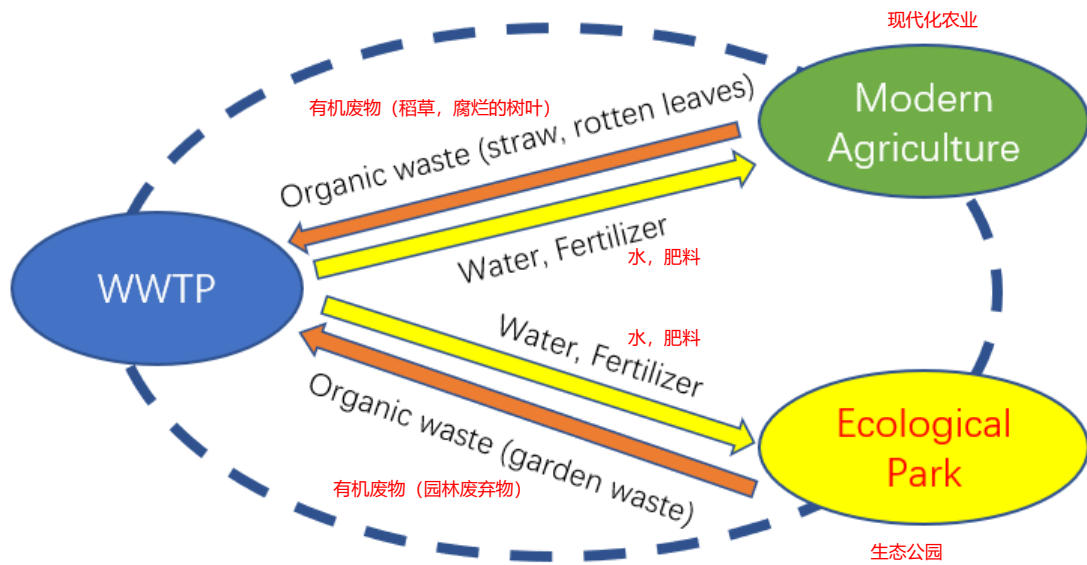 现代化农业
Modern
Agriculture
有机废物（稻草，腐烂的树叶）
Organic waste (straw, rotten leaves)
Water, Fertilizer
水，肥料
WWTP
水，肥料
Water, Fertilizer
Organic waste (garden waste)
有机废物（园林废弃物）
Ecological
Park
生态公园